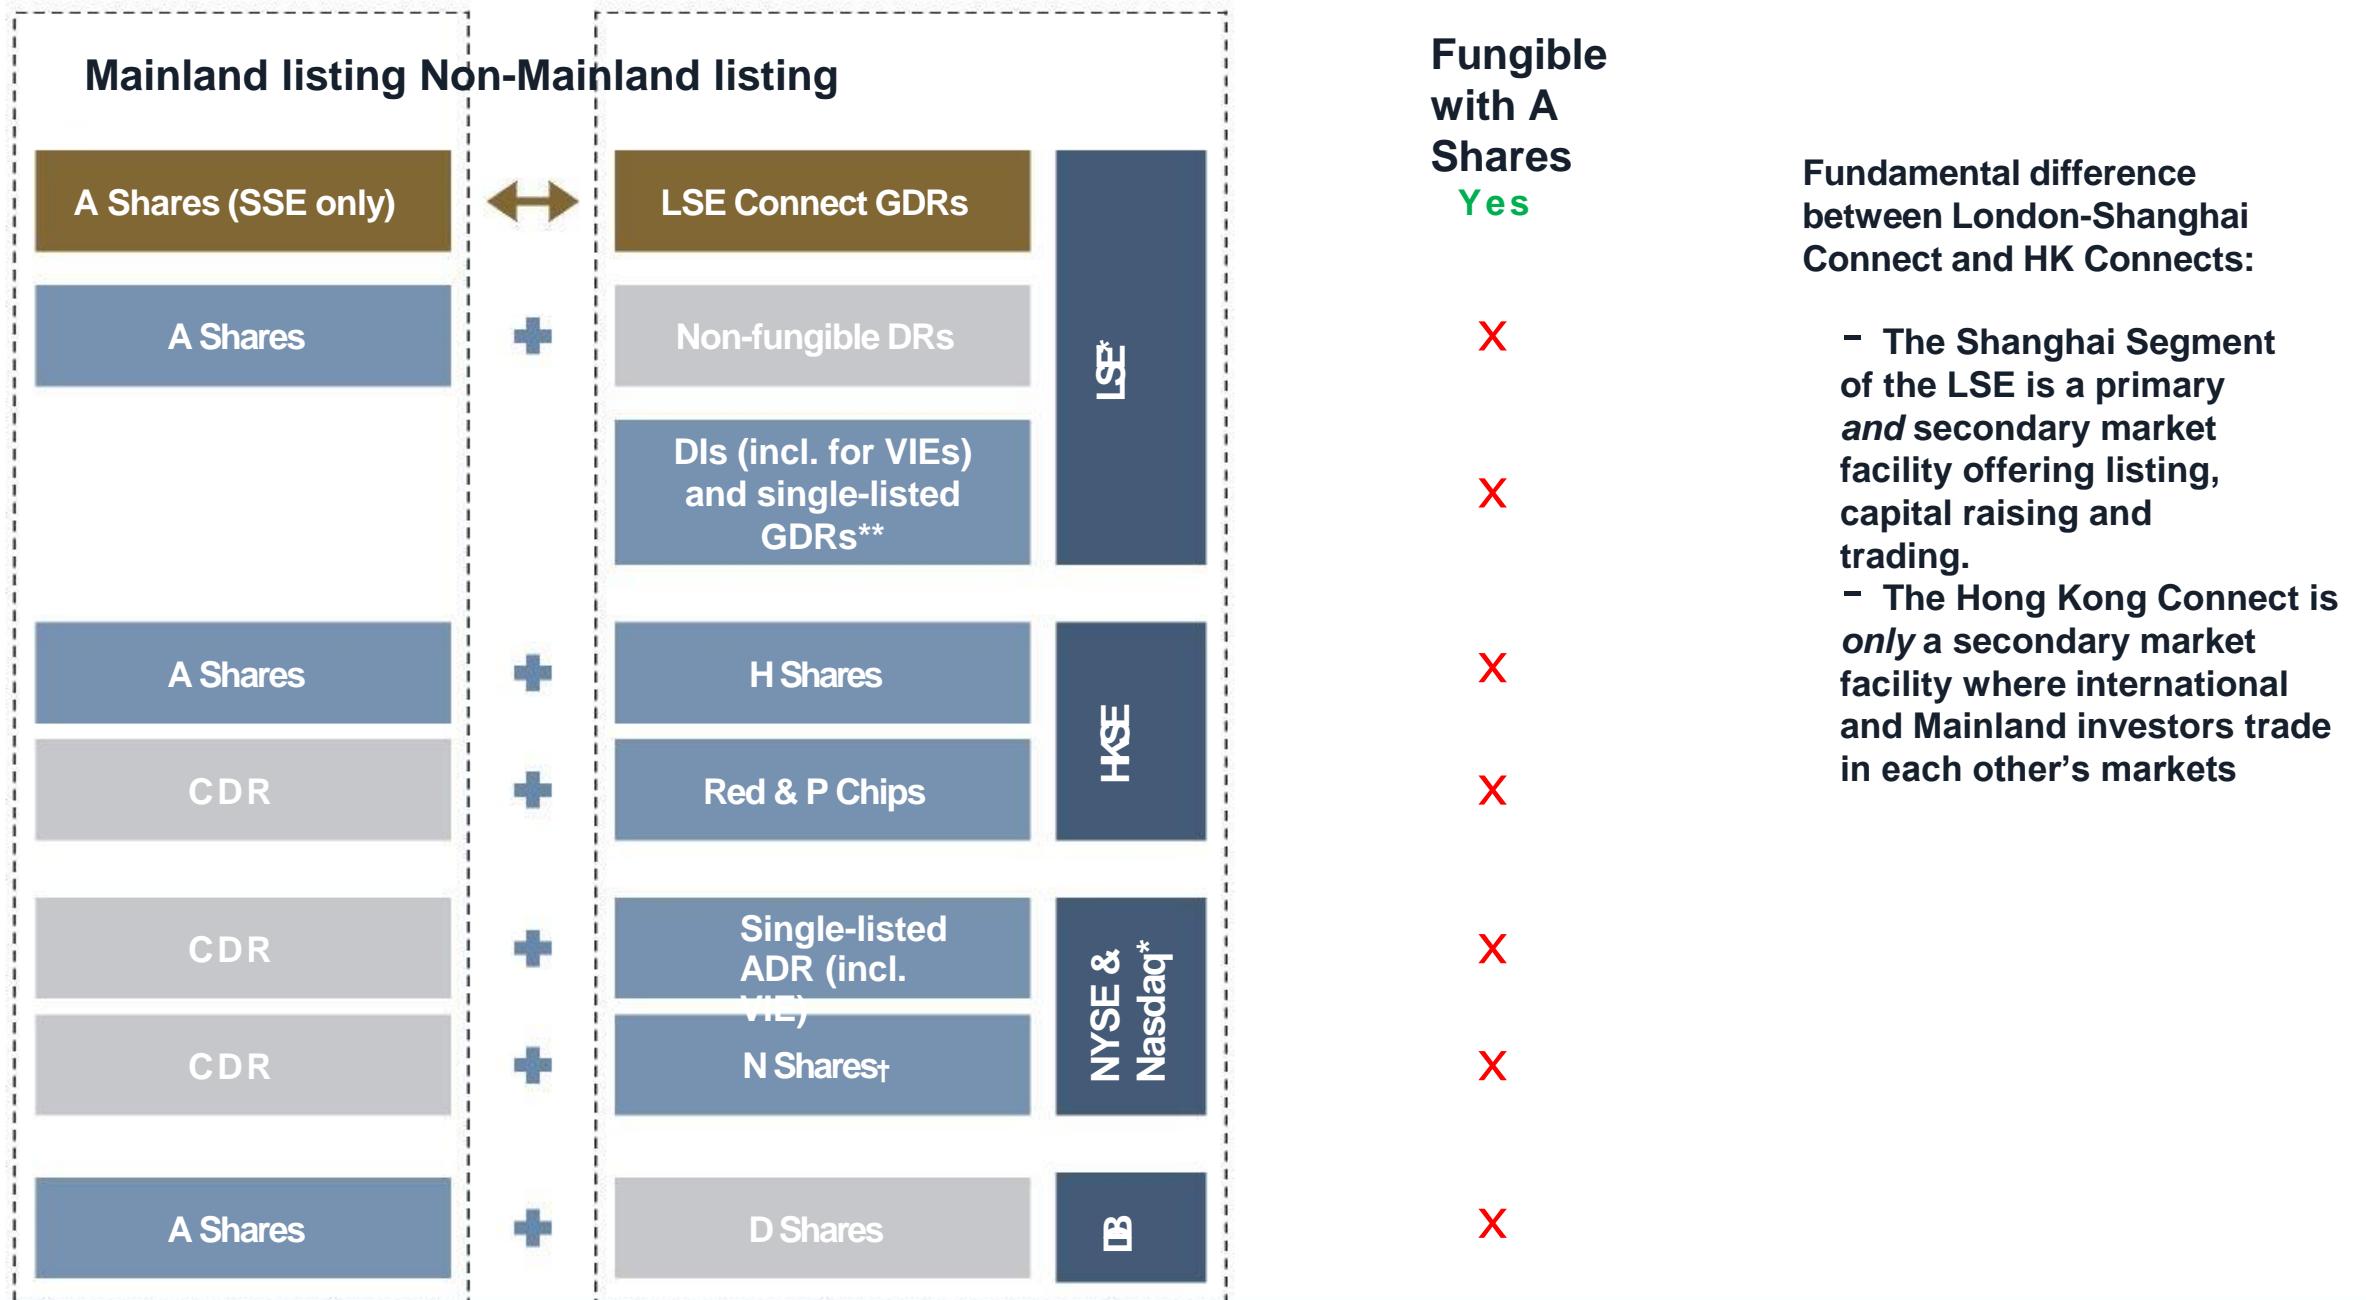 Mainland listing Non-Mainland listing
Fungible
with A
Shares
A Shares (SSE only)
LSE Connect GDRs
Yes
A Shares
Non-fungible DRs
X
DIs (incl. for VIEs)
and single-listed
GDRs**
X
LSE*
A Shares
H Shares
X
CDR
Red & P Chips
X
HKSE
CDR
Single-listed
ADR (incl.
VIE)
X
CDR
N Shares†
X
NYSE &
Nasdaq*
A Shares
D Shares
X
Fundamental difference
between London-Shanghai
Connect and HK Connects:
- The Shanghai Segment
of the LSE is a primary
and secondary market
facility offering listing,
capital raising and
trading.
- The Hong Kong Connect is
only a secondary market
facility where international
and Mainland investors trade
in each other's markets